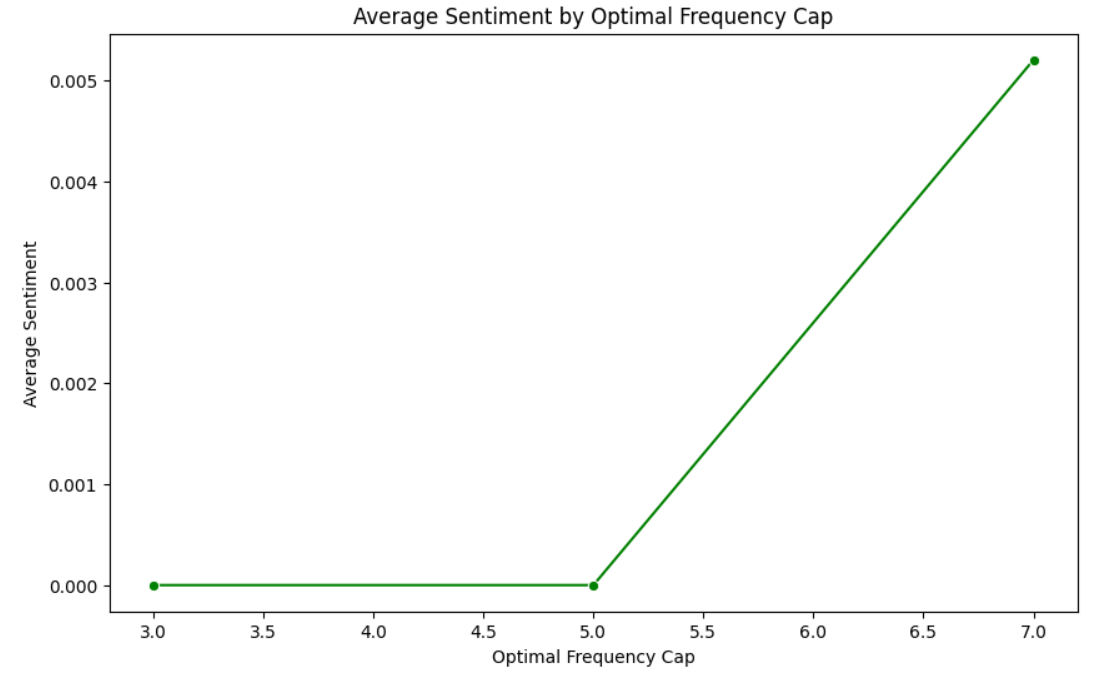 Average Sentiment by Optimal Frequency Cap
0.005
0.004
0.003
0.002
0.001
0.000
Average Sentiment
3.0 3.5 4.0 4.5 5.0 5.5 6.0 6.5 7.0
Optimal Frequency Cap